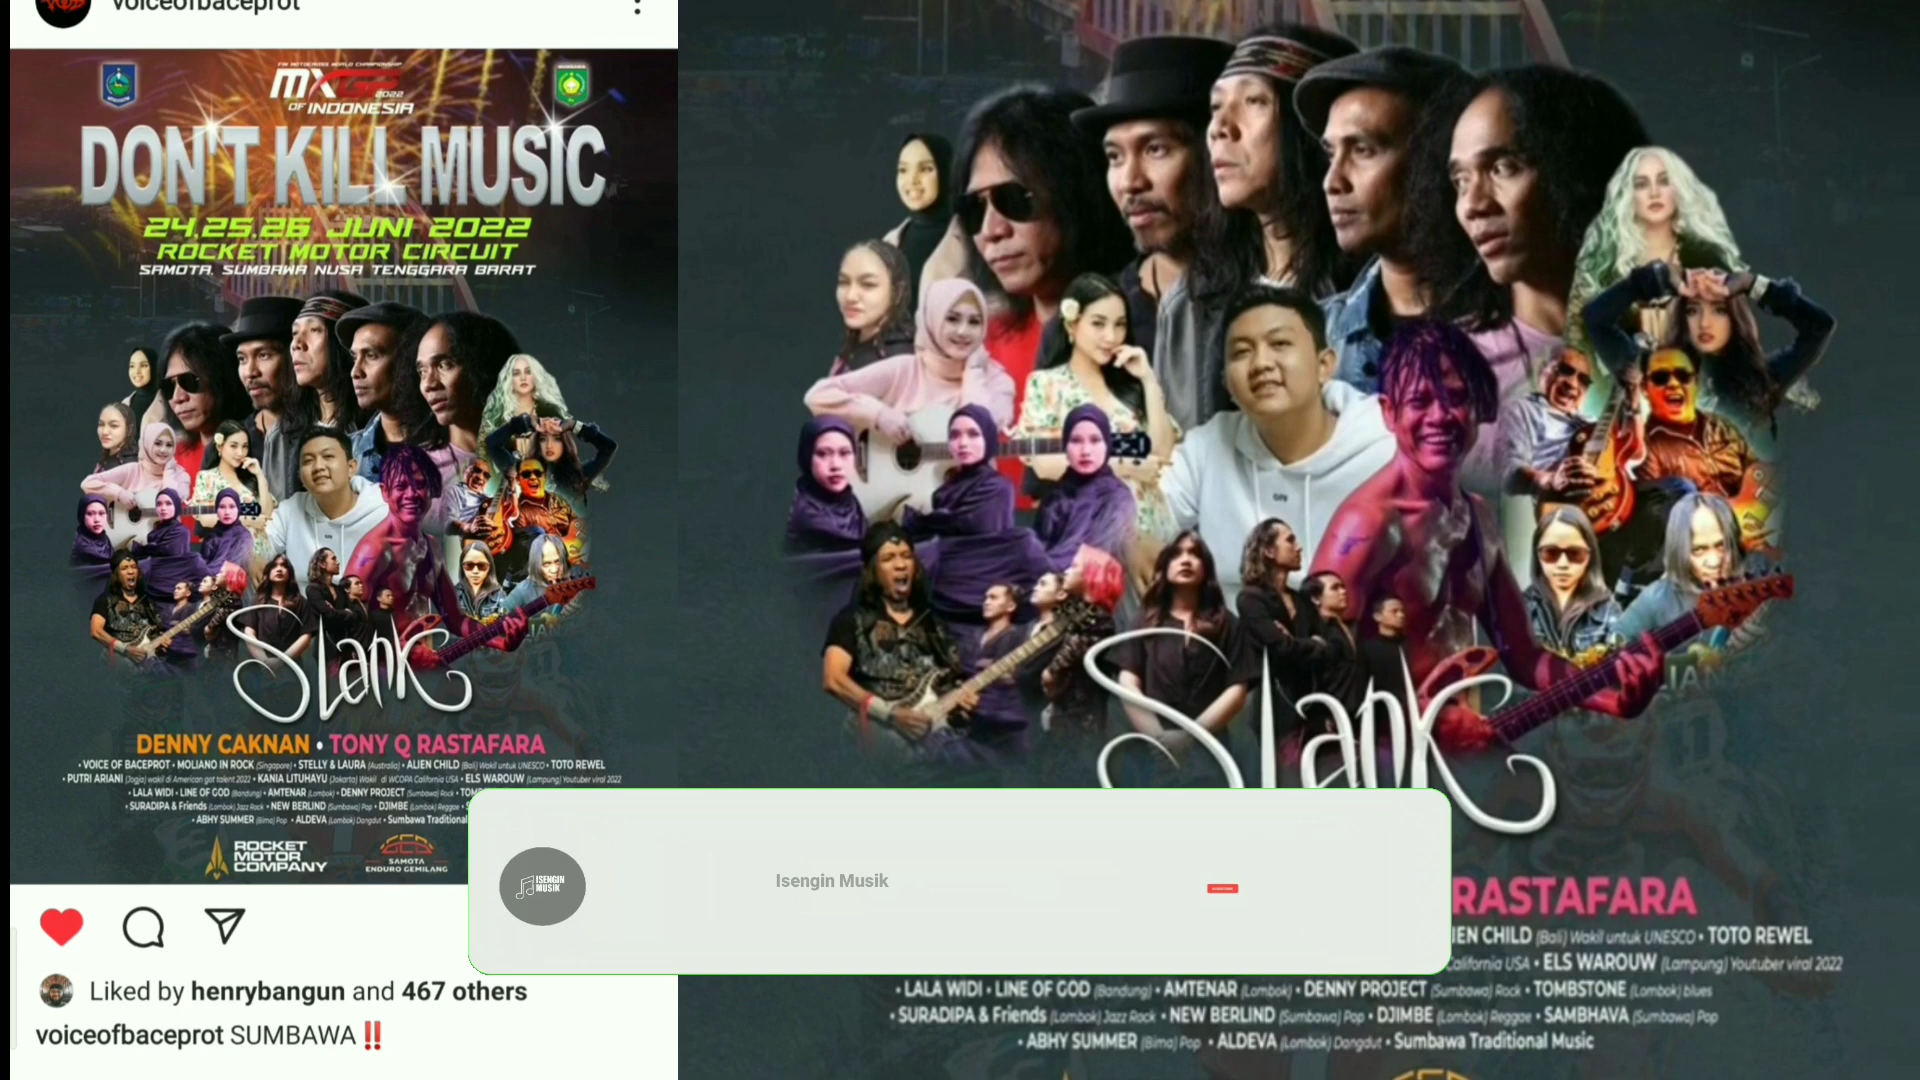 voiceofbaceprot
FIM MOTOCROSS WORLD CHAMPIONSHIP
MXGP 2022
OF INDONESIA
DON'T KILL MUSIC
24.25.26 JUNI 2022
ROCKET MOTOR CIRCUIT
SAMOTA, SUMBAWA NUSA TENGGARA BARAT
Slank
DENNY CAKNAN • TONY Q RASTAFARA
• VOICE OF BACEPROT • MOLIANO IN ROCK (Singapore) • STELLY & LAURA (Australia) • ALIEN CHILD (Bali) Wakil untuk UNESCO • TOTO REWEL
• PUTRI ARIANI (Jogja) wakil di American got talent 2022 • KANIA LITUHAYU (Jakarta) Wakil di WCOPA California USA • ELS WAROUW (Lampung) Youtuber viral 2022
• LALA WIDI • LINE OF GOD (Bandung) • AMTENAR (Lombok) • DENNY PROJECT (Sumbawa) Rock • TOM
• SURADIPA & Friends (Lombok) Jazz Rock • NEW BERLIND (Sumbawa) Pop • DJIMBE (Lombok) Reggae • S
• ABHY SUMMER (Bima) Pop • ALDEVA (Lombok) Dangdut • Sumbawa Traditional
ROCKET
MOTOR
COMPANY
SAMOTA
ENDURO GEMILANG
Liked by henrybangun and 467 others
voiceofbaceprot SUMBAWA ‼️
Slank
RASTAFARA
IEN CHILD (Bali) Wakil untuk UNESCO • TOTO REWEL
California USA • ELS WAROUW (Lampung) Youtuber viral 2022
• LALA WIDI • LINE OF GOD (Bandung) • AMTENAR (Lombok) • DENNY PROJECT (Sumbawa) Rock • TOMBSTONE (Lombok) blues
• SURADIPA & Friends (Lombok) Jazz Rock • NEW BERLIND (Sumbawa) Pop • DJIMBE (Lombok) Reggae • SAMBHAVA (Sumbawa) Pop
• ABHY SUMMER (Bima) Pop • ALDEVA (Lombok) Dangdut • Sumbawa Traditional Music
ISENGIN
MUSIK
Isengin Musik